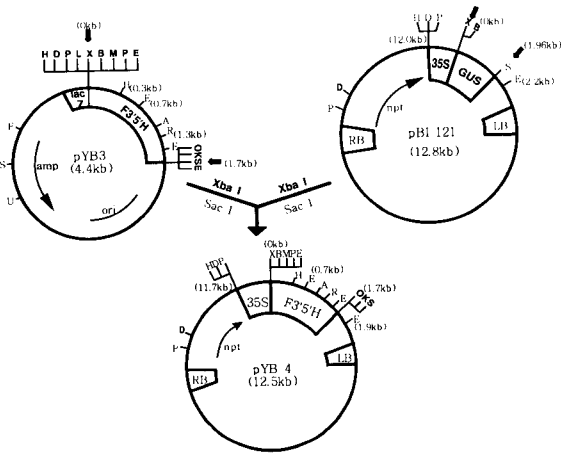 (0kb)
H D P L X B M P E
lac
Z
H
(0.3kb)
E
(0.7kb)
F3'5'H
A
R
(1.3kb)
E
OKSE
(1.7kb)
S
U
amp
ori
pYB3
(4.4kb)
H D P
(12.0kb)
X B
(0kb)
35S
GUS
S
(1.96kb)
E
(2.2kb)
D
P
npt
RB
LB
pBI 121
(12.8kb)
Xba I
Sac I
Xba I
Sac I
(0kb)
XBMPE
HDP
(11.7kb)
H
E
(0.7kb)
A
R
E
OKS
(1.7kb)
E
(1.9kb)
35S
F3'5'H
D
P
npt
RB
LB
pYB 4
(12.5kb)